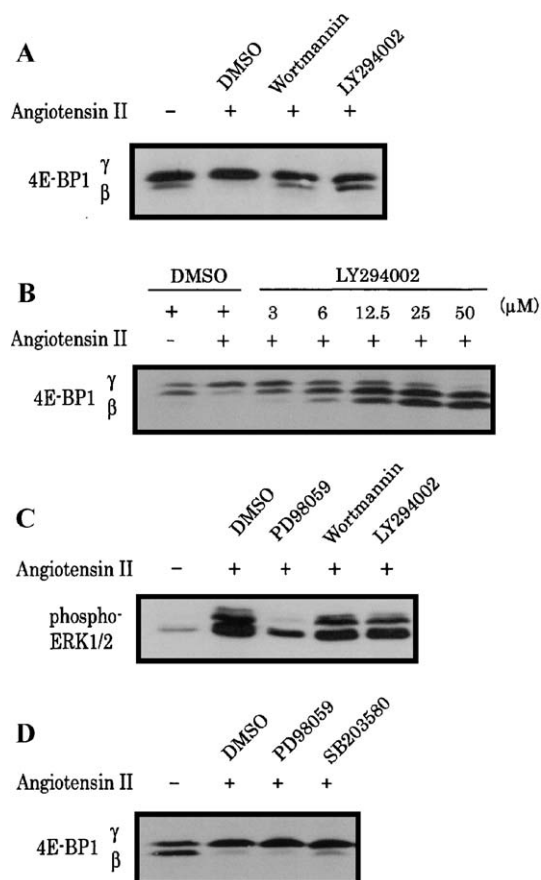 A
DMSO
Wortmannin
LY294002
Angiotensin II - + + +
4E-BP1 γ
β
B
DMSO LY294002
+ + 3 6 12.5 25 50 (μM)
Angiotensin II - + + + + + +
4E-BP1 γ
β
C
DMSO
PD98059
Wortmannin
LY294002
Angiotensin II - + + + +
phospho-
ERK1/2
D
DMSO
PD98059
SB203580
Angiotensin II - + + +
4E-BP1 γ
β